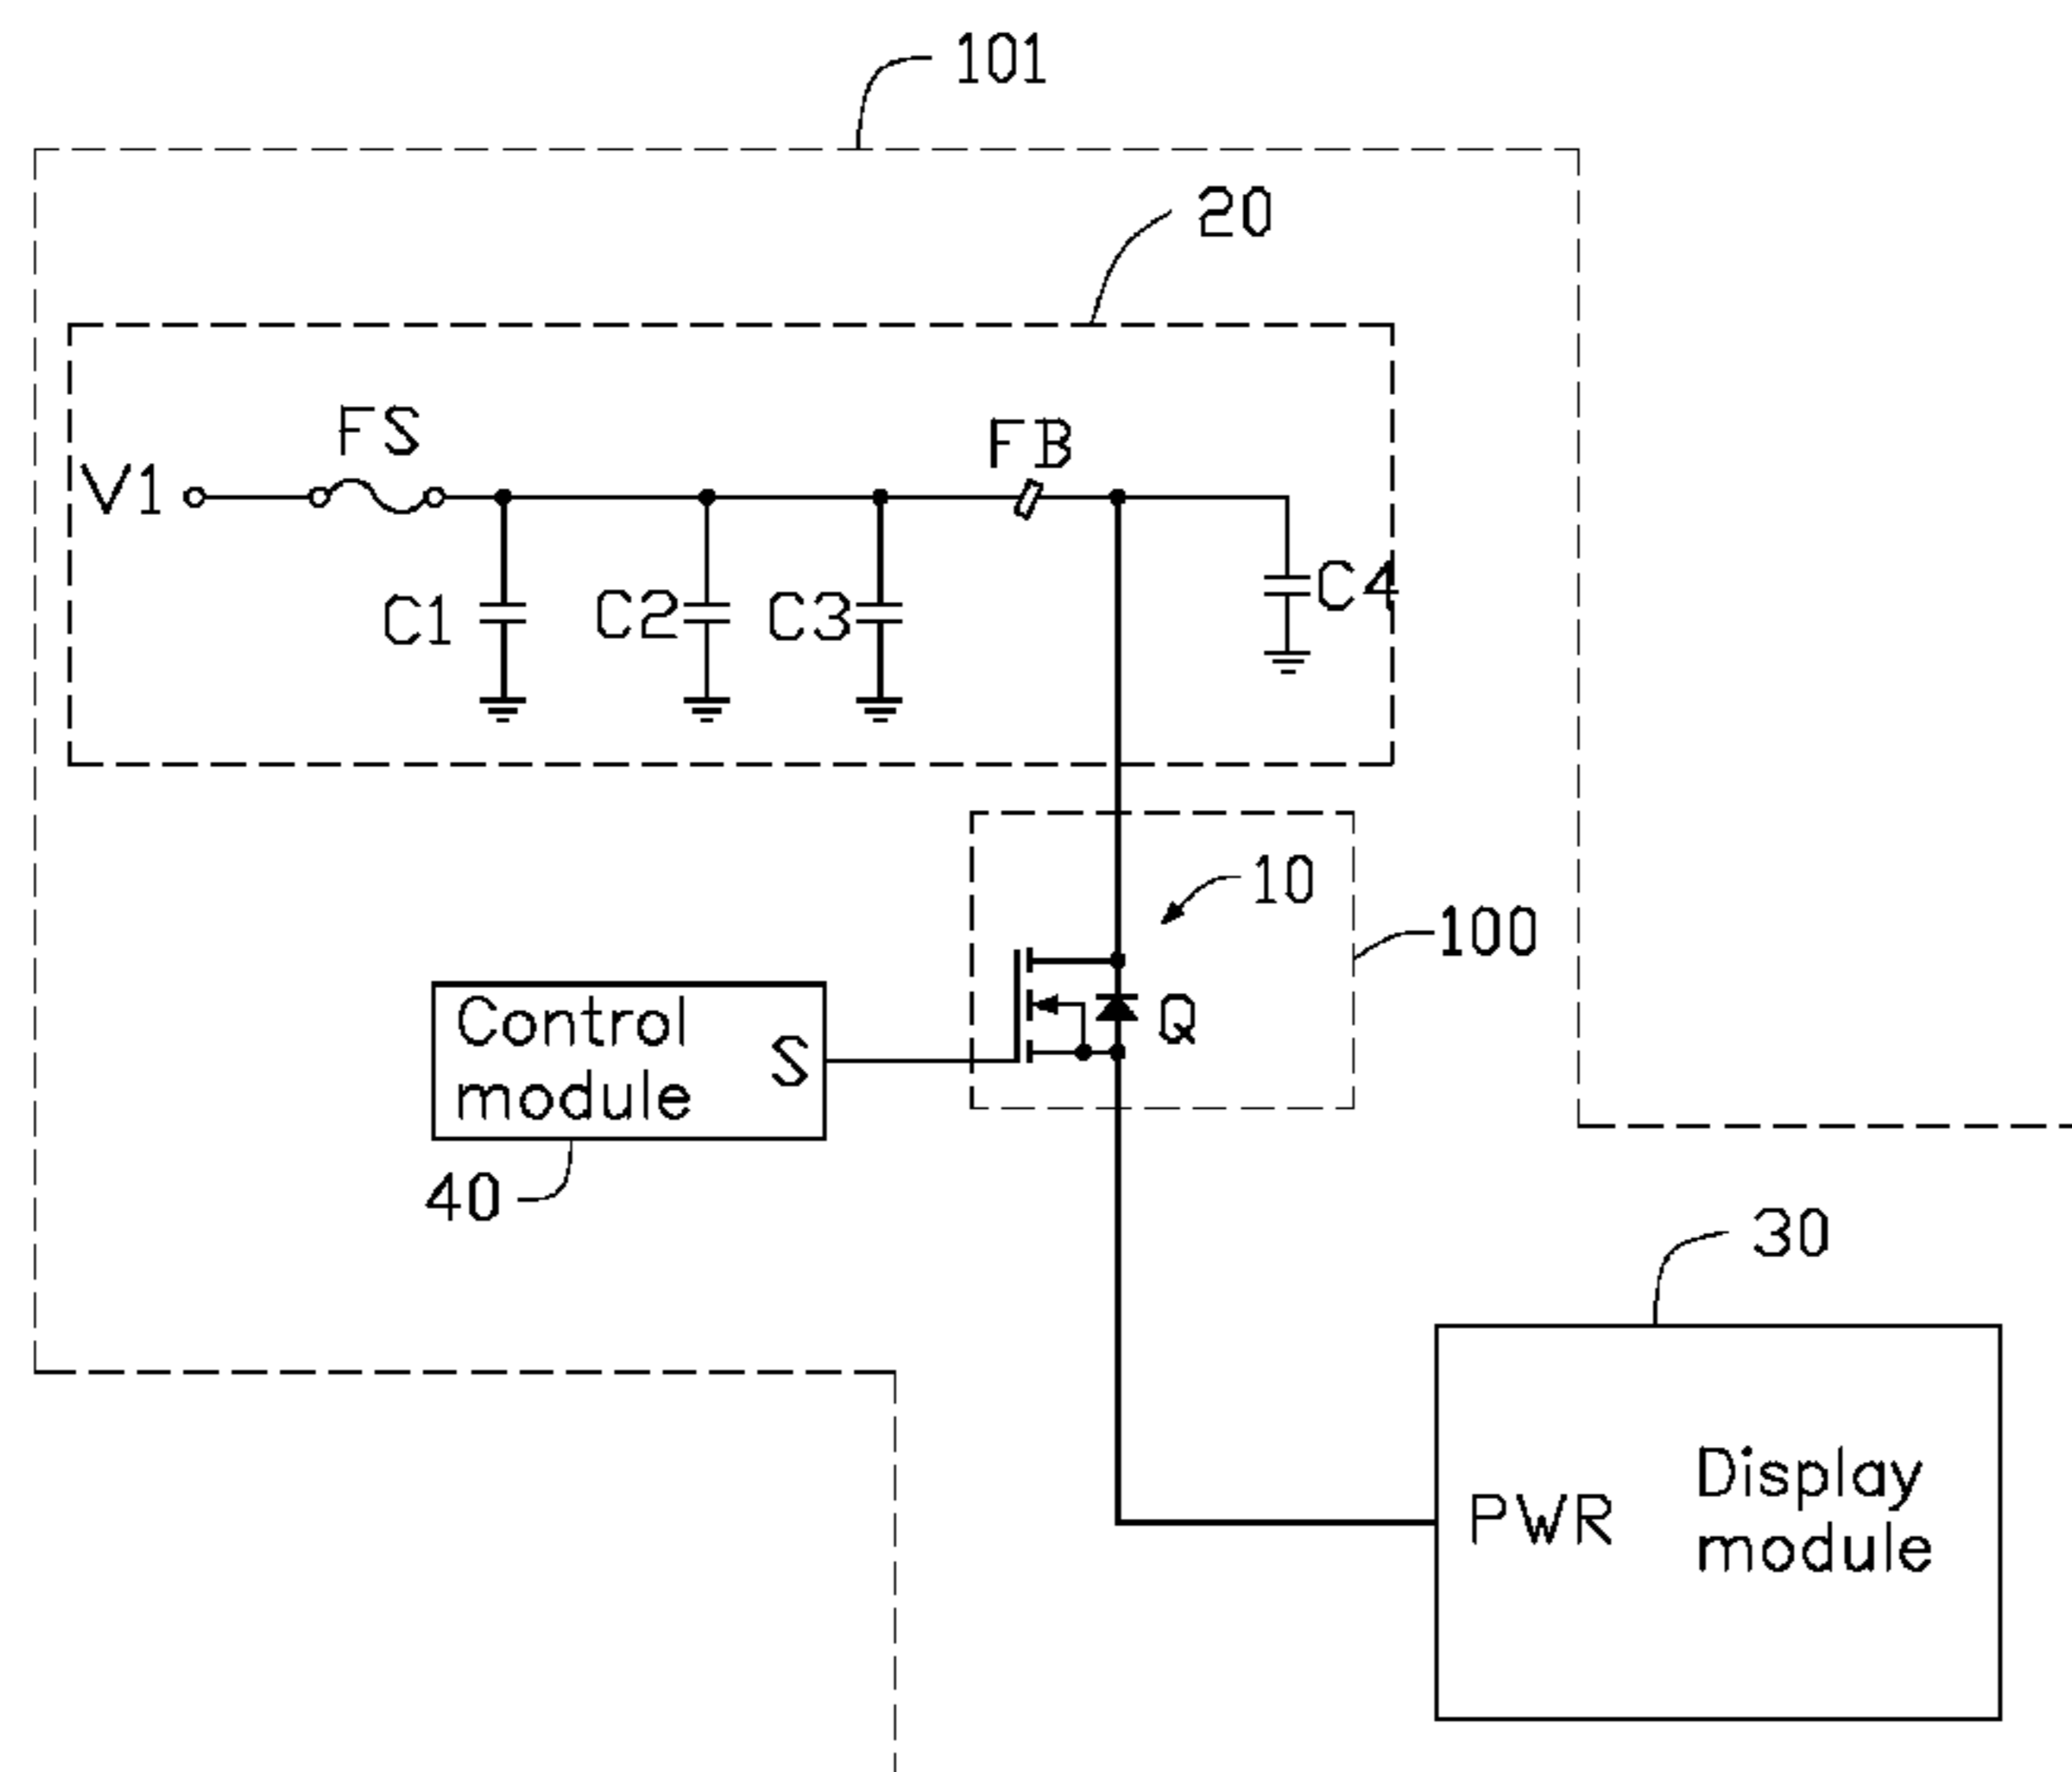 101
20
FS
FB
V1
C1
C2
C3
C4
10
100
Control
module
S
Q
40
30
Display
module
PWR